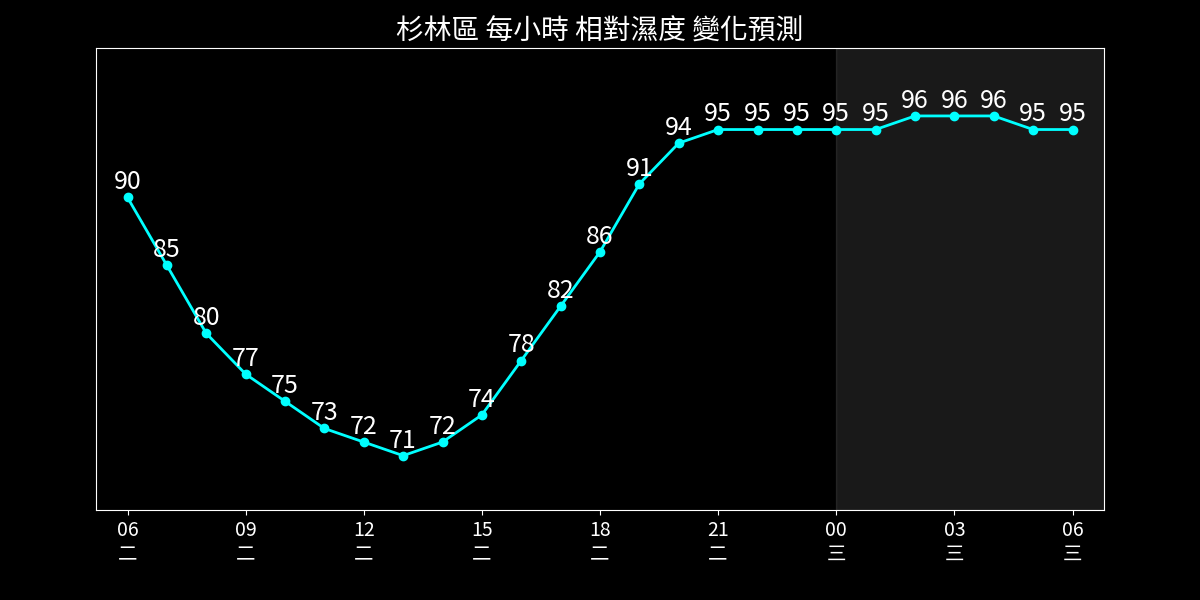 杉林區 每小時 相對濕度 變化預測
90 85 80 77 75 73 72 71 72 74 78 82 86 91 94 95 95 95 95 95 96 96 96 95 95
06 09 12 15 18 21 00 03 06
二 二 二 二 二 二 三 三 三